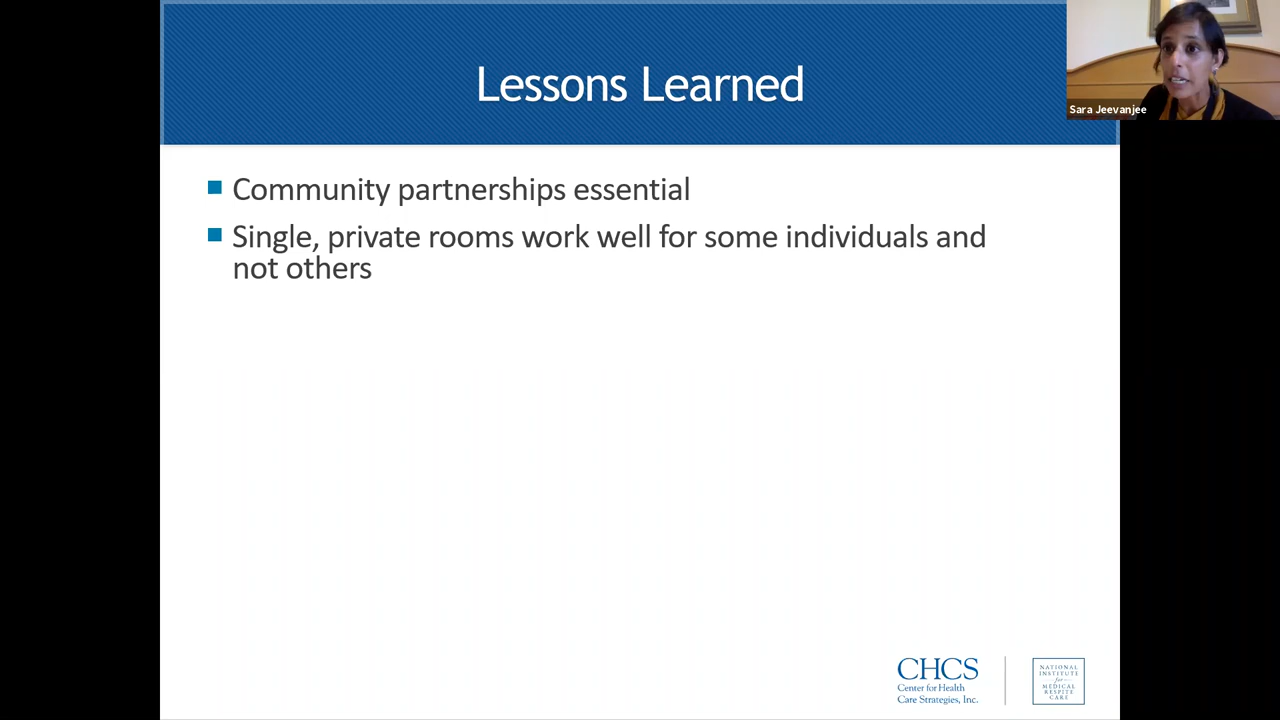 Lessons Learned
Sara Jeevanjee
Community partnerships essential
Single, private rooms work well for some individuals and
not others
CHCS
Center for Health
Care Strategies, Inc.
NATIONAL
INSTITUTE
for
MEDICAL
RESPITE
CARE